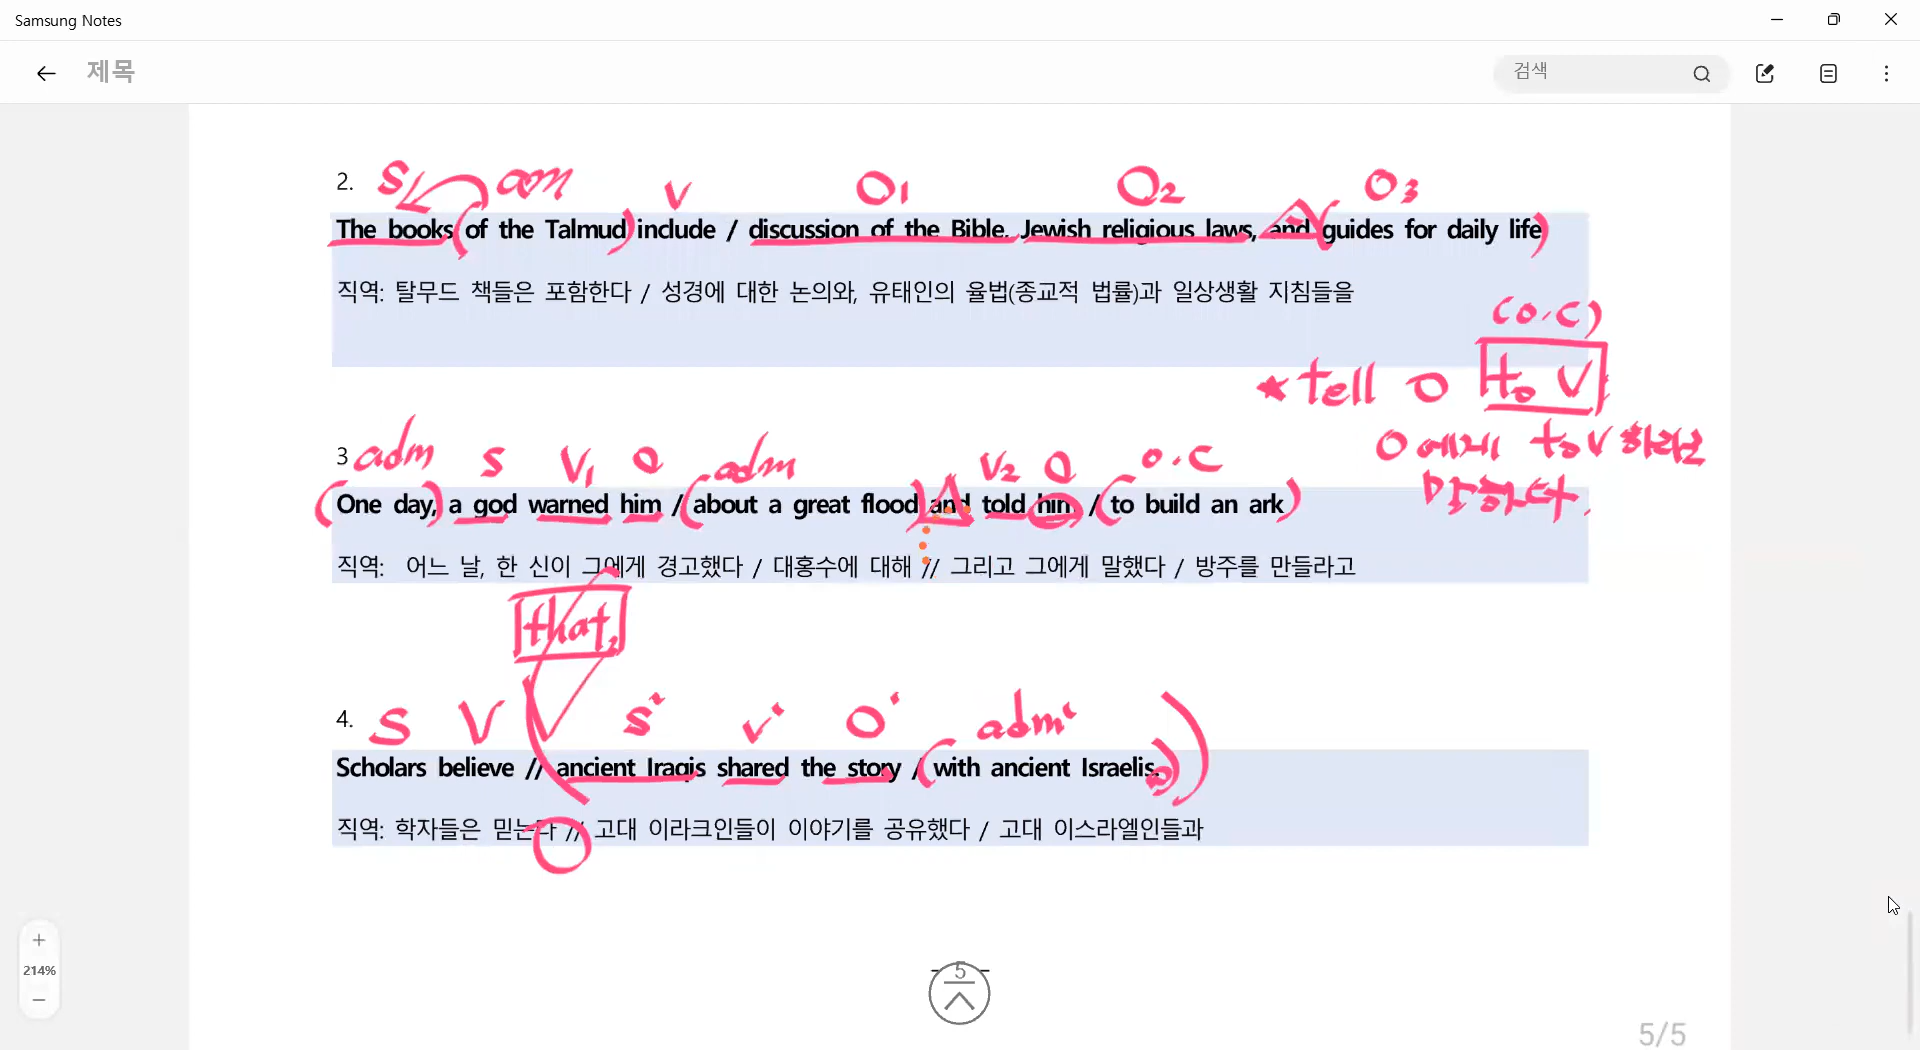 Samsung Notes
제목
검색
2. S am V O1 O2 O3
The books of the Talmud include / discussion of the Bible, Jewish religious laws, and guides for daily life
직역: 탈무드 책들은 포함한다 / 성경에 대한 논의와, 유태인의 율법(종교적 법률)과 일상생활 지침들을
(o.c)
* tell O to V
O에게 to V 하라고
말하다.
3 adm S V1 O adm V2 O o.c
One day, a god warned him / about a great flood and told him / to build an ark
직역: 어느 날, 한 신이 그에게 경고했다 / 대홍수에 대해 // 그리고 그에게 말했다 / 방주를 만들라고
that
4. S V S' V' O' adm'
Scholars believe // ancient Iraqis shared the story / with ancient Israelis.
직역: 학자들은 믿는다 // 고대 이라크인들이 이야기를 공유했다 / 고대 이스라엘인들과
O
214%
5
5/5